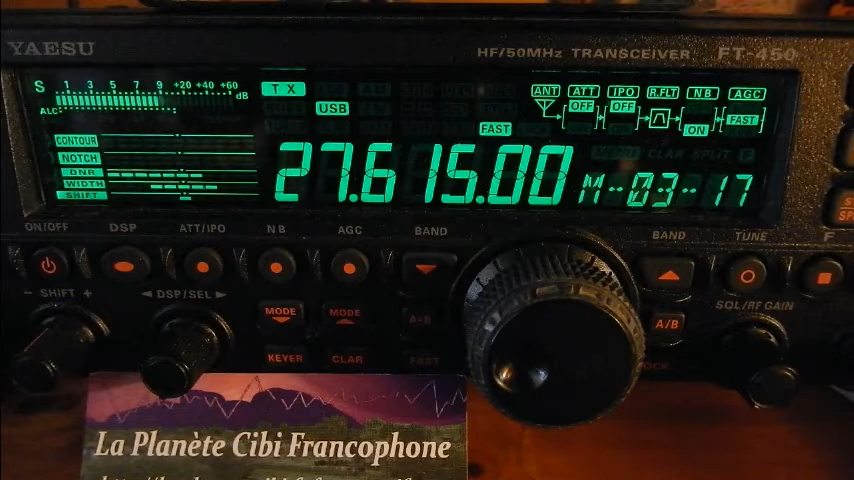 YAESU
HF/50MHz TRANSCEIVER FT-450
S 1 3 5 7 9 +20 +40 +60 dB
ALC
TX
USB
FAST
ANT ATT IPO R.FLT NB AGC
OFF OFF ON FAST
CONTOUR
NOTCH
DNR
WIDTH
SHIFT
27.615.00 M-03-17
CLAR SPLIT
ON/OFF DSP ATT/IPO NB AGC BAND BAND TUNE F
- SHIFT + ◄ DSP/SEL ► SQL/RF GAIN
MODE MODE A=B A/B
KEYER CLAR FAST
La Planète Cibi Francophone